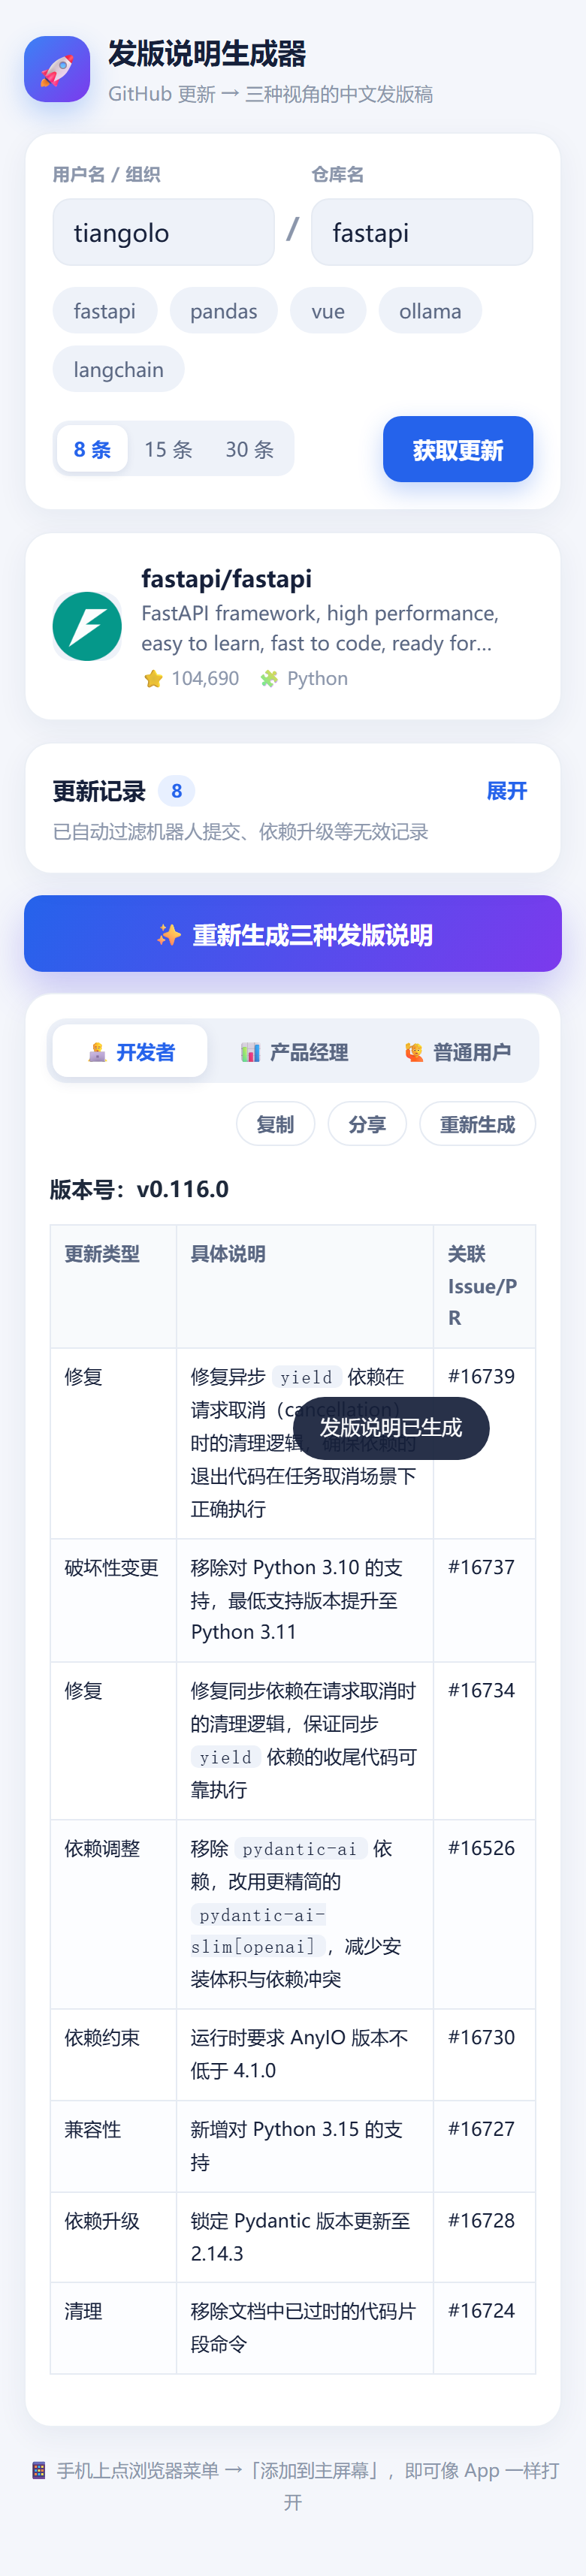 发版说明生成器
GitHub 更新 → 三种视角的中文发版稿
用户名 / 组织
仓库名
tiangolo
/
fastapi
fastapi
pandas
vue
ollama
langchain
8 条
15 条
30 条
获取更新
fastapi/fastapi
FastAPI framework, high performance,
easy to learn, fast to code, ready for...
104,690
Python
更新记录
8
展开
已自动过滤机器人提交、依赖升级等无效记录
重新生成三种发版说明
开发者
产品经理
普通用户
复制
分享
重新生成
版本号：v0.116.0
更新类型
具体说明
关联
Issue/P
R
修复
修复异步 yield 依赖在
请求取消（cancellation）
时的清理逻辑，确保依赖的
退出代码在任务取消场景下
正确执行
#16739
发版说明已生成
破坏性变更
移除对 Python 3.10 的支
持，最低支持版本提升至
Python 3.11
#16737
修复
修复同步依赖在请求取消时
的清理逻辑，保证同步
yield 依赖的收尾代码可
靠执行
#16734
依赖调整
移除 pydantic-ai 依
赖，改用更精简的
pydantic-ai-
slim[openai]，减少安
装体积与依赖冲突
#16526
依赖约束
运行时要求 AnyIO 版本不
低于 4.1.0
#16730
兼容性
新增对 Python 3.15 的支
持
#16727
依赖升级
锁定 Pydantic 版本更新至
2.14.3
#16728
清理
移除文档中已过时的代码片
段命令
#16724
手机上点浏览器菜单 →「添加到主屏幕」，即可像 App 一样打
开